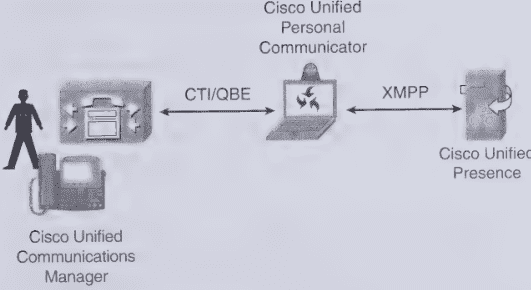 Cisco Unified
Personal
Communicator
CTI/QBE
XMPP
Cisco Unified
Presence
Cisco Unified
Communications
Manager